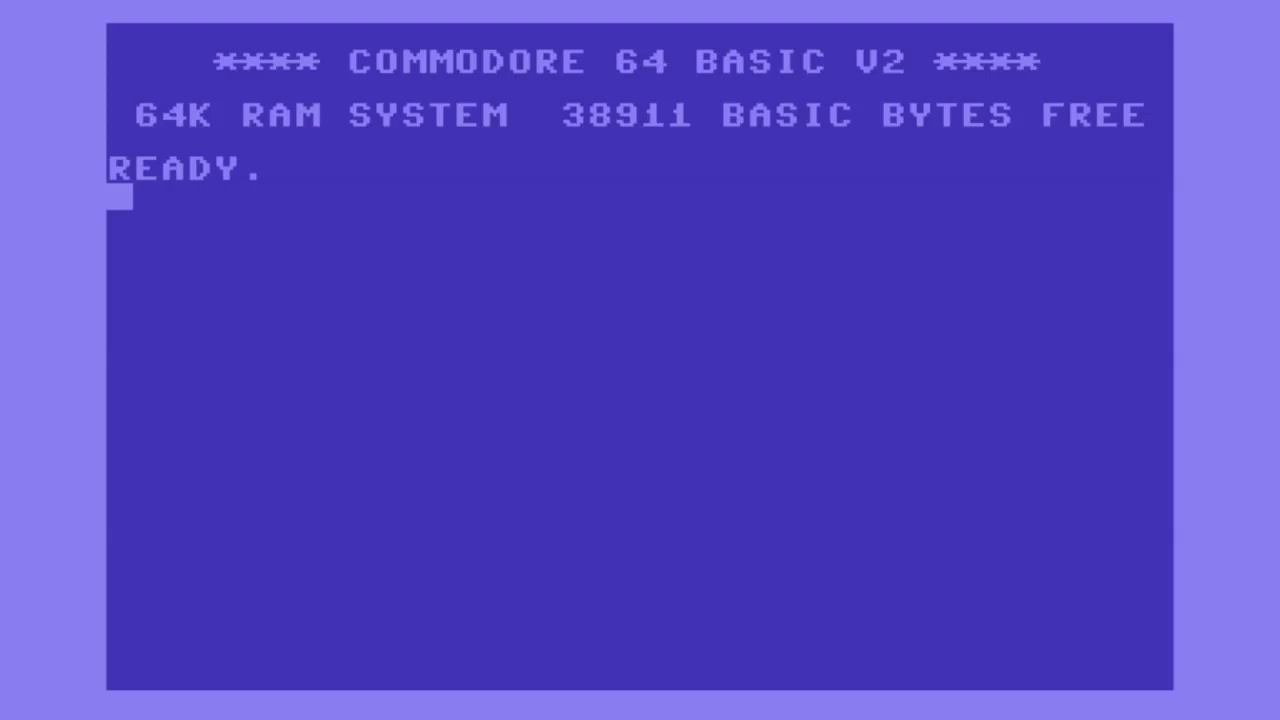 **** COMMODORE 64 BASIC V2 ****
64K RAM SYSTEM  38911 BASIC BYTES FREE
READY.